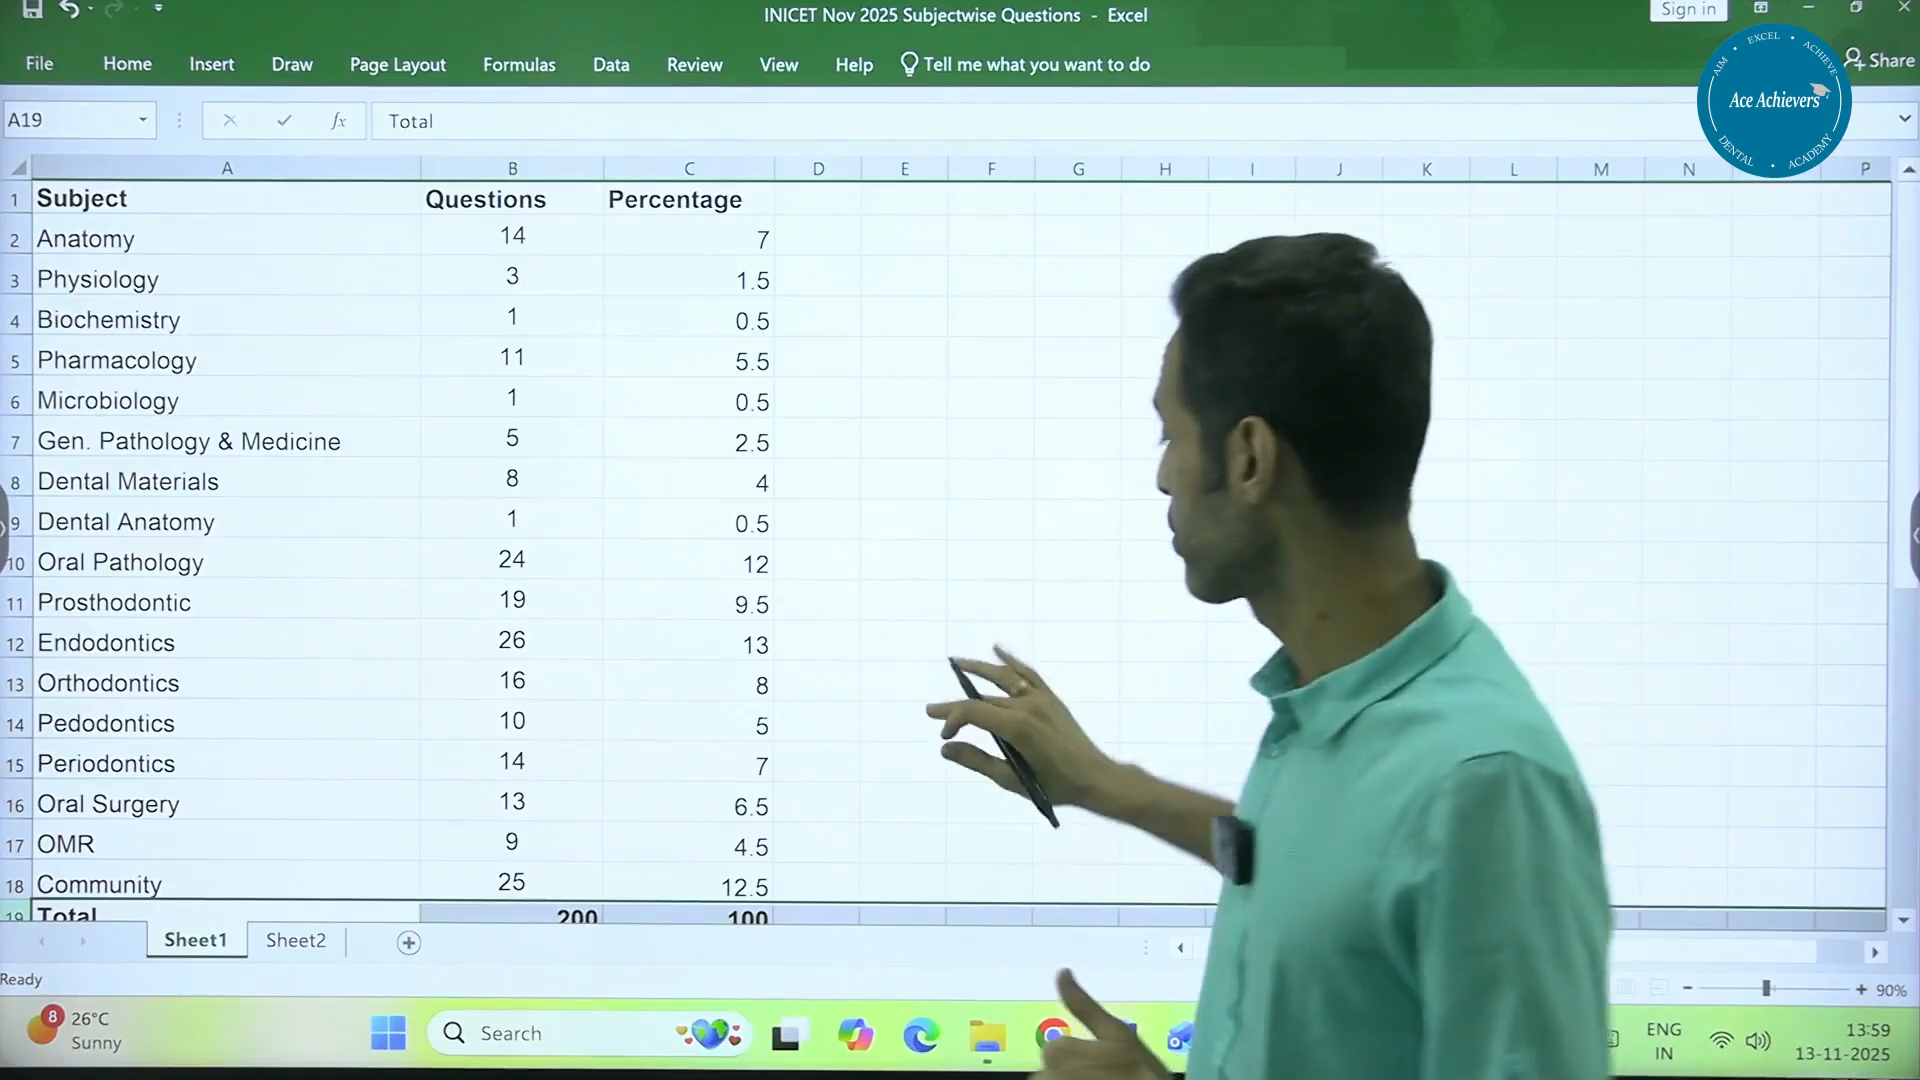 INICET Nov 2025 Subjectwise Questions - Excel
Sign in
File Home Insert Draw Page Layout Formulas Data Review View Help Tell me what you want to do
Share
AIM • EXCEL • ACHIEVE
Ace Achievers
DENTAL • ACADEMY
A19 fx Total
A B C D E F G H I J K L M N P
1 Subject Questions Percentage
2 Anatomy 14 7
3 Physiology 3 1.5
4 Biochemistry 1 0.5
5 Pharmacology 11 5.5
6 Microbiology 1 0.5
7 Gen. Pathology & Medicine 5 2.5
8 Dental Materials 8 4
9 Dental Anatomy 1 0.5
10 Oral Pathology 24 12
11 Prosthodontic 19 9.5
12 Endodontics 26 13
13 Orthodontics 16 8
14 Pedodontics 10 5
15 Periodontics 14 7
16 Oral Surgery 13 6.5
17 OMR 9 4.5
18 Community 25 12.5
19 Total 200 100
Sheet1 Sheet2
Ready
90%
8
26°C
Sunny
Search
ENG
IN
13:59
13-11-2025